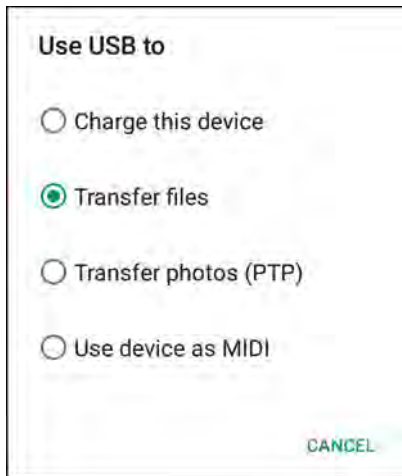 Use USB to
Charge this device
Transfer files
Transfer photos (PTP)
Use device as MIDI
CANCEL